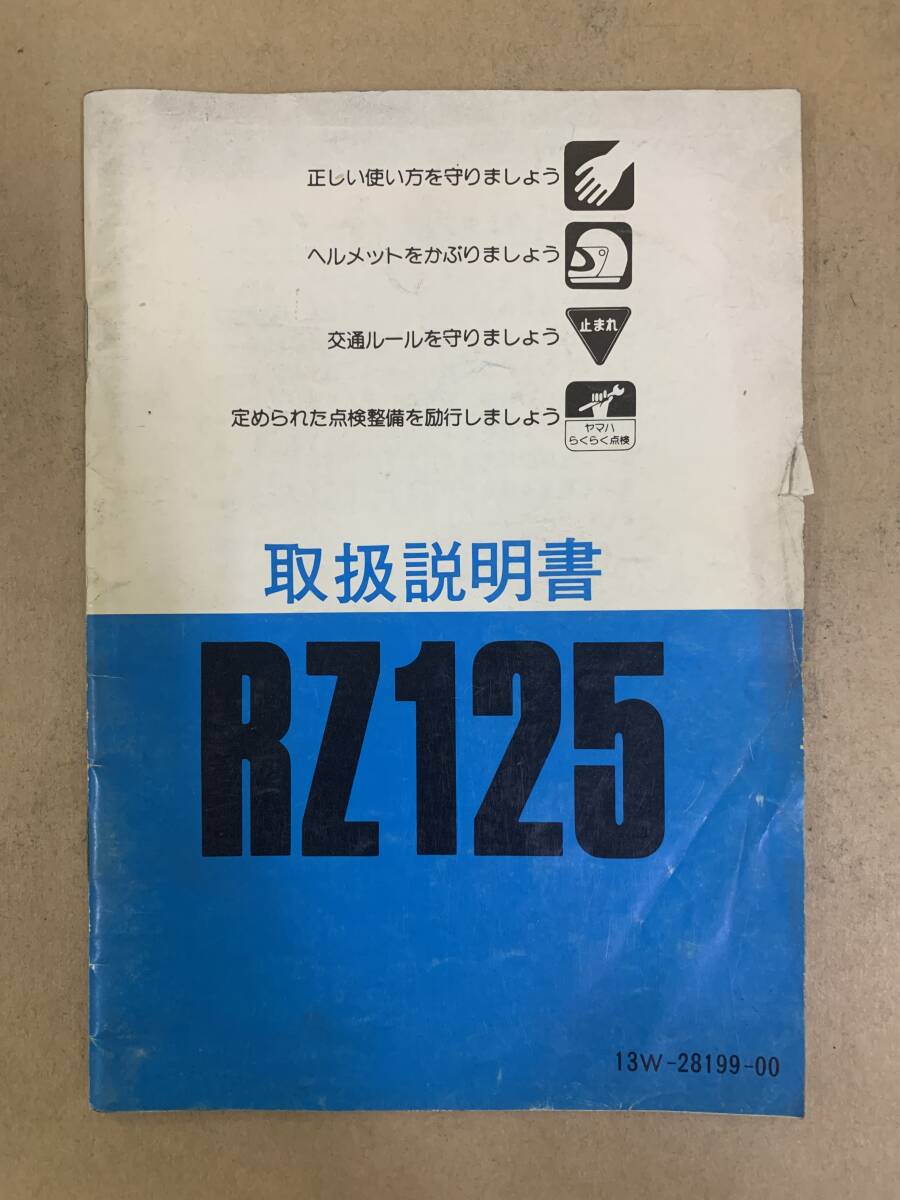 正しい使い方を守りましょう
ヘルメットをかぶりましょう
交通ルールを守りましょう
止まれ
定められた点検整備を励行しましょう
ヤマハ
らくらく点検
取扱説明書
RZ125
13W-28199-00